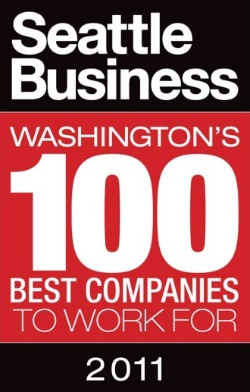 Seattle
Business
WASHINGTON'S
100
BEST COMPANIES
TO WORK FOR
2011